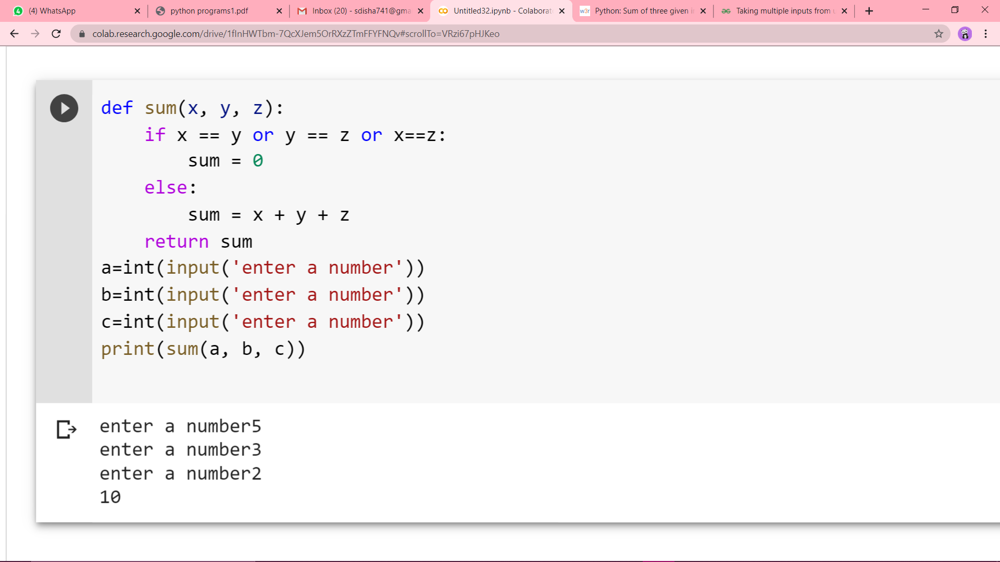 (4) WhatsApp
python programs1.pdf
Inbox (20) - sdisha741@gma
Untitled32.ipynb - Colaborat
w3r Python: Sum of three given i
Taking multiple inputs from u
colab.research.google.com/drive/1fInHWTbm-7QcXJem5OrRXzZTmFFYFNQv#scrollTo=VRzi67pHJKeo
def sum(x, y, z):
    if x == y or y == z or x==z:
        sum = 0
    else:
        sum = x + y + z
    return sum
a=int(input('enter a number'))
b=int(input('enter a number'))
c=int(input('enter a number'))
print(sum(a, b, c))
enter a number5
enter a number3
enter a number2
10